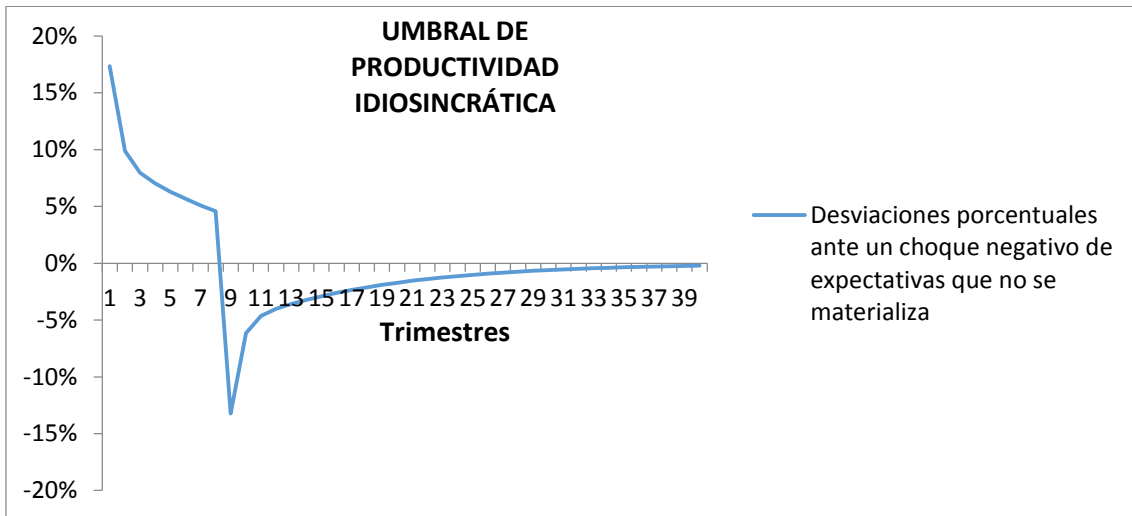 UMBRAL DE
PRODUCTIVIDAD
IDIOSINCRÁTICA
20%
15%
10%
5%
0%
-5%
-10%
-15%
-20%
1 3 5 7 9 11 13 15 17 19 21 23 25 27 29 31 33 35 37 39
Trimestres
Desviaciones porcentuales
ante un choque negativo de
expectativas que no se
materializa